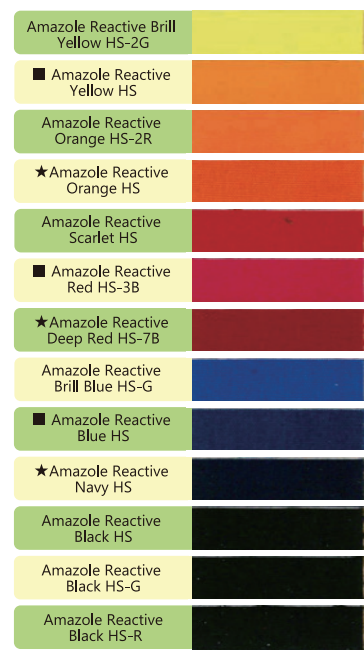 Amazole Reactive Brill
Yellow HS-2G
■ Amazole Reactive
Yellow HS
Amazole Reactive
Orange HS-2R
★Amazole Reactive
Orange HS
Amazole Reactive
Scarlet HS
■ Amazole Reactive
Red HS-3B
★Amazole Reactive
Deep Red HS-7B
Amazole Reactive
Brill Blue HS-G
■ Amazole Reactive
Blue HS
★Amazole Reactive
Navy HS
Amazole Reactive
Black HS
Amazole Reactive
Black HS-G
Amazole Reactive
Black HS-R